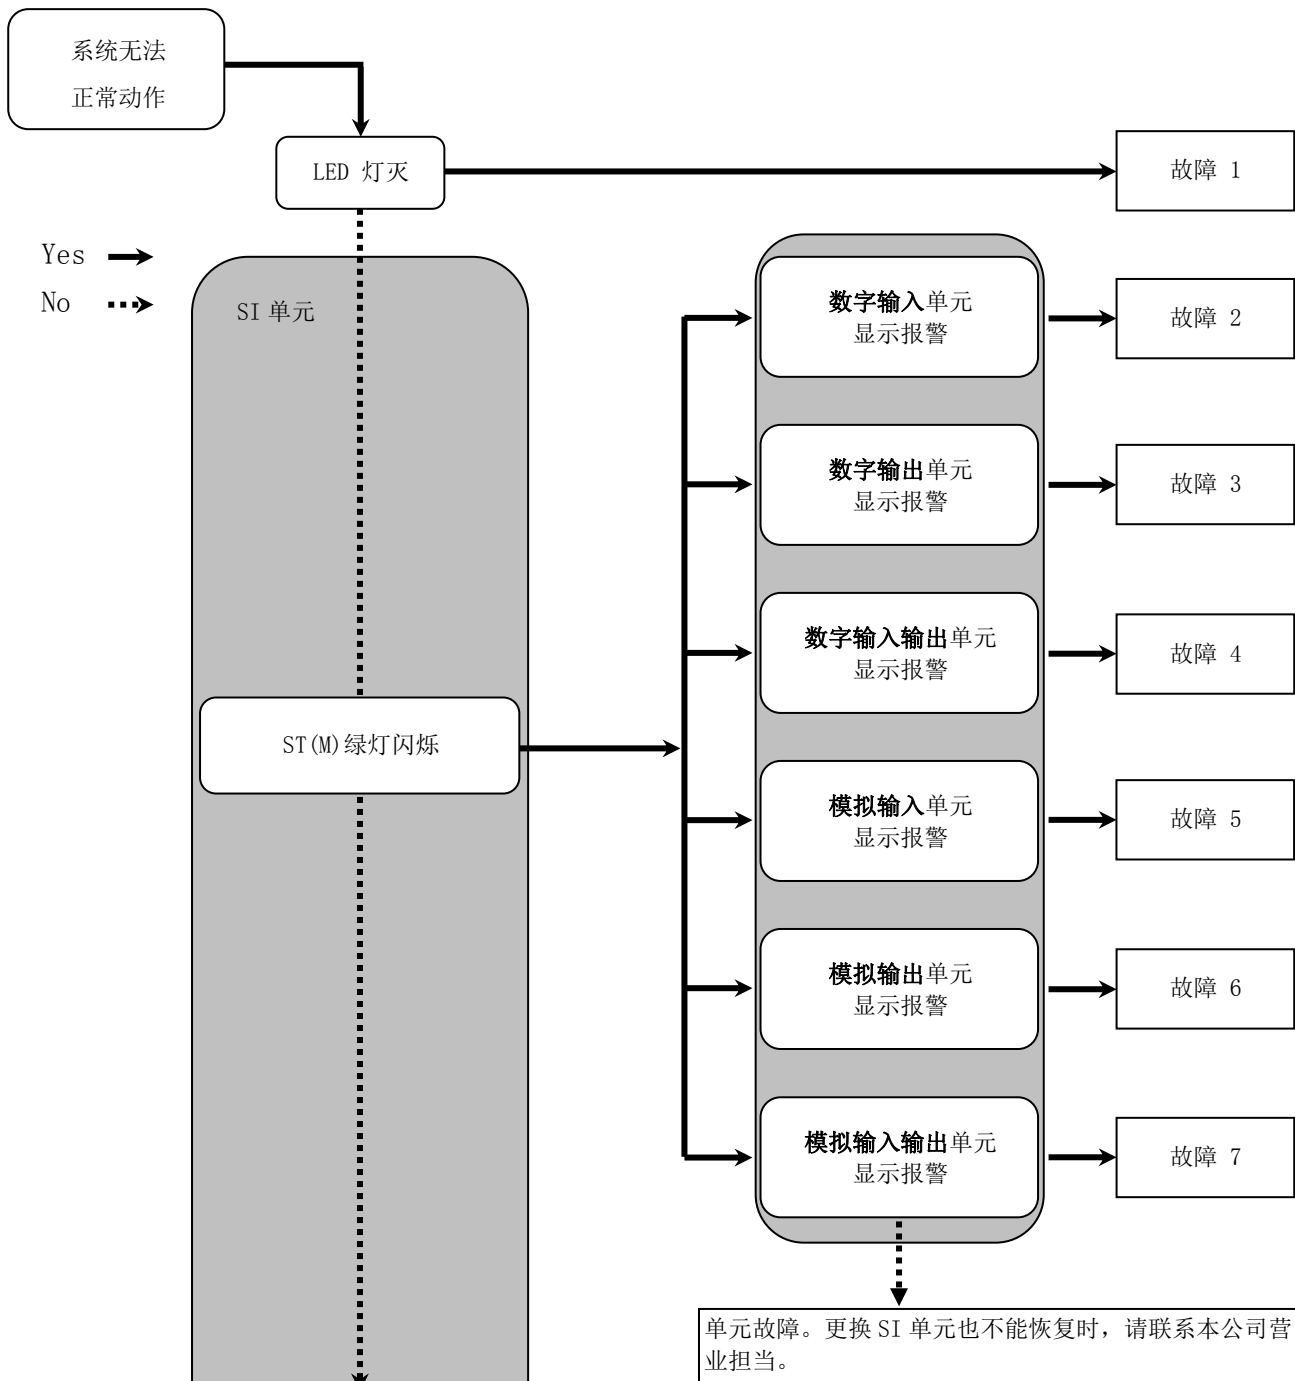 系统无法
正常动作
LED 灯灭
故障 1
Yes
No
SI 单元
数字输入单元
显示报警
故障 2
数字输出单元
显示报警
故障 3
数字输入输出单元
显示报警
故障 4
ST(M)绿灯闪烁
模拟输入单元
显示报警
故障 5
模拟输出单元
显示报警
故障 6
模拟输入输出单元
显示报警
故障 7
单元故障。更换 SI 单元也不能恢复时，请联系本公司营
业担当。